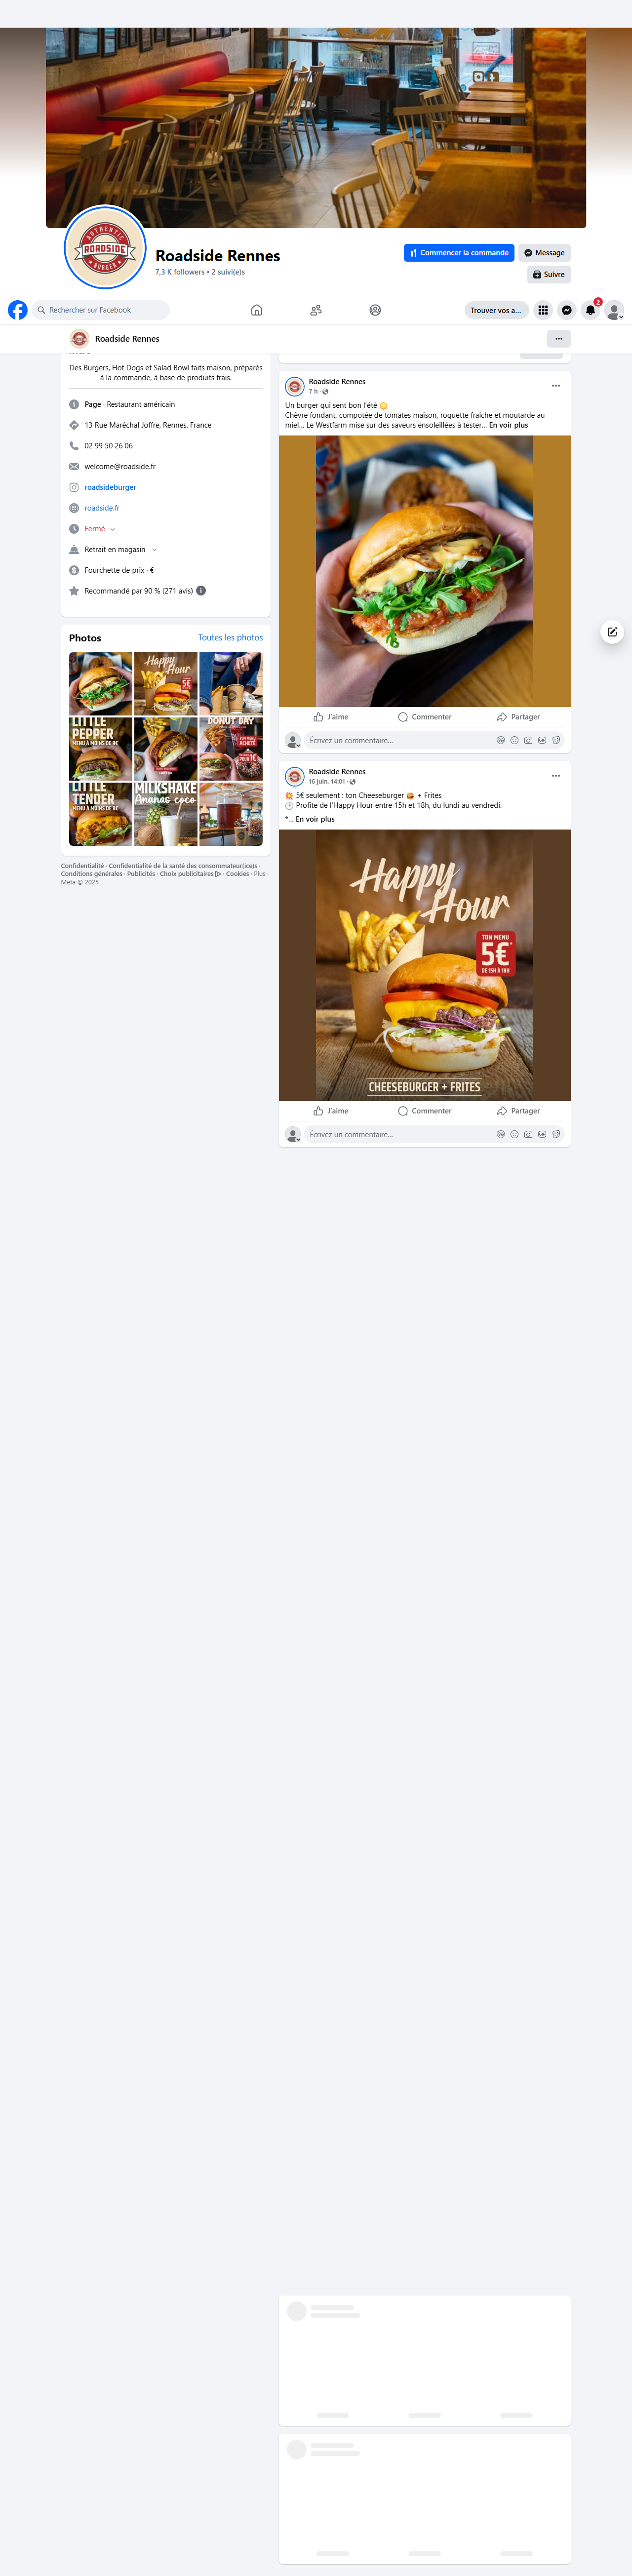 AUTHENTIC
ROADSIDE
BURGER
Roadside Rennes
7,3 K followers • 2 suivi(e)s
Commencer la commande
Message
Suivre
Rechercher sur Facebook
Trouver vos a...
2
Roadside Rennes
Des Burgers, Hot Dogs et Salad Bowl faits maison, préparés
à la commande, à base de produits frais.
Page · Restaurant américain
13 Rue Maréchal Joffre, Rennes, France
02 99 50 26 06
welcome@roadside.fr
roadsideburger
roadside.fr
Fermé
Retrait en magasin
Fourchette de prix · €
Recommandé par 90 % (271 avis)
Photos
Toutes les photos
Happy
Hour
5€
LITTLE
PEPPER
MENU À MOINS DE 9€
DONUT DAY
LITTLE
TENDER
MENU À MOINS DE 9€
MILKSHAKE
Ananas coco
Confidentialité · Confidentialité de la santé des consommateur(ice)s ·
Conditions générales · Publicités · Choix publicitaires · Cookies · Plus ·
Meta © 2025
Roadside Rennes
7 h ·
Un burger qui sent bon l'été
Chèvre fondant, compotée de tomates maison, roquette fraîche et moutarde au
miel... Le Westfarm mise sur des saveurs ensoleillées à tester... En voir plus
J'aime
Commenter
Partager
Écrivez un commentaire...
Roadside Rennes
16 juin, 14:01 ·
💥 5€ seulement : ton Cheeseburger 🍔 + Frites
🕒 Profite de l'Happy Hour entre 15h et 18h, du lundi au vendredi.
*... En voir plus
Happy
Hour
TON MENU
5€*
DE 15H À 18H
CHEESEBURGER + FRITES
J'aime
Commenter
Partager
Écrivez un commentaire...